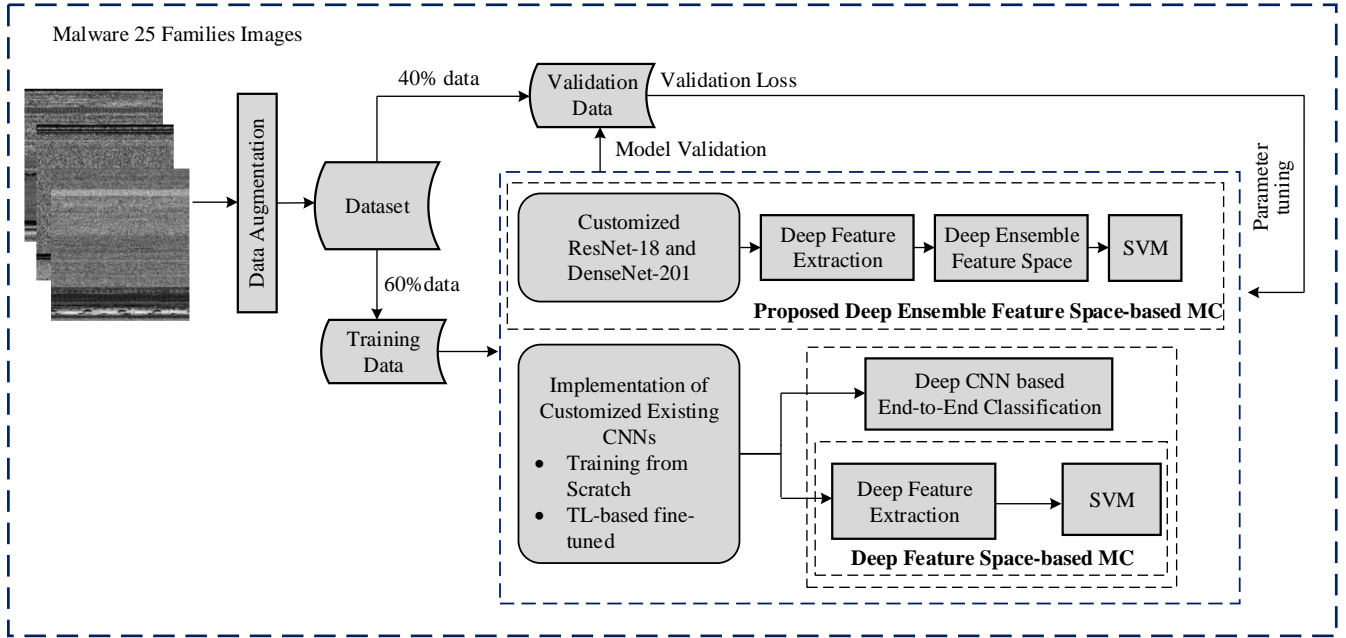 Malware 25 Families Images
40% data
Validation
Data
Validation Loss
Data Augmentation
Model Validation
Parameter
tuning
Dataset
Customized
ResNet-18 and
DenseNet-201
Deep Feature
Extraction
Deep Ensemble
Feature Space
SVM
60%data
Proposed Deep Ensemble Feature Space-based MC
Training
Data
Implementation of
Customized Existing
CNNs
• Training from
Scratch
• TL-based fine-
tuned
Deep CNN based
End-to-End Classification
Deep Feature
Extraction
SVM
Deep Feature Space-based MC